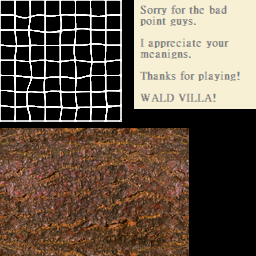 Sorry for the bad
point guys.
I appreciate your
meanigns.
Thanks for playing!
WALD VILLA!